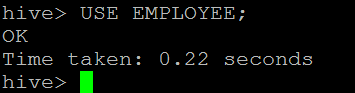 hive> USE EMPLOYEE;
OK
Time taken: 0.22 seconds
hive>